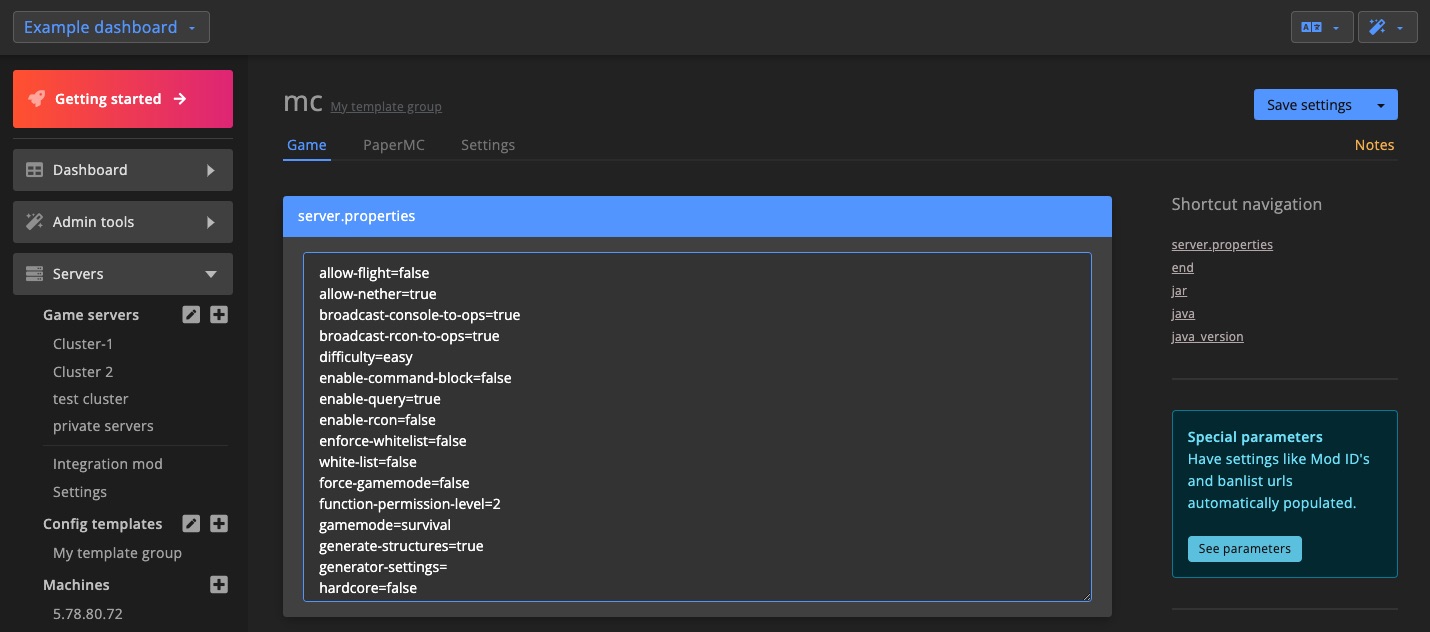 Example dashboard
Getting started
Dashboard
Admin tools
Servers
Game servers
Cluster-1
Cluster 2
test cluster
private servers
Integration mod
Settings
Config templates
My template group
Machines
5.78.80.72
mc My template group
Save settings
Game PaperMC Settings
Notes
server.properties
allow-flight=false
allow-nether=true
broadcast-console-to-ops=true
broadcast-rcon-to-ops=true
difficulty=easy
enable-command-block=false
enable-query=true
enable-rcon=false
enforce-whitelist=false
white-list=false
force-gamemode=false
function-permission-level=2
gamemode=survival
generate-structures=true
generator-settings=
hardcore=false
Shortcut navigation
server.properties
end
jar
java
java_version
Special parameters
Have settings like Mod ID's
and banlist urls
automatically populated.
See parameters